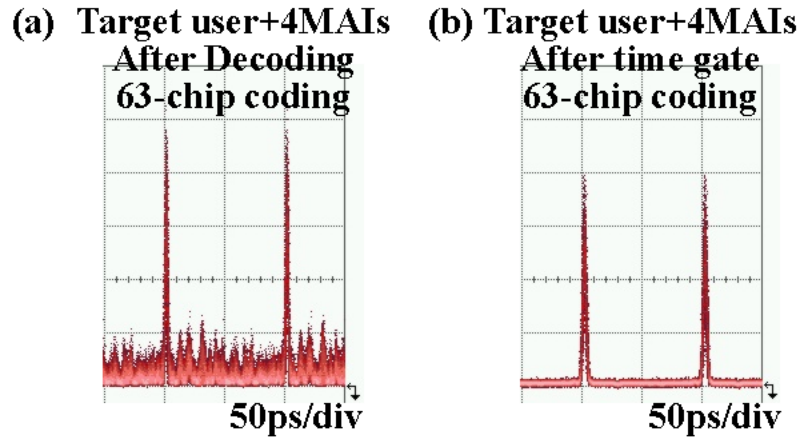 (a) Target user+4MAIs
After Decoding
63-chip coding
50ps/div
(b) Target user+4MAIs
After time gate
63-chip coding
50ps/div